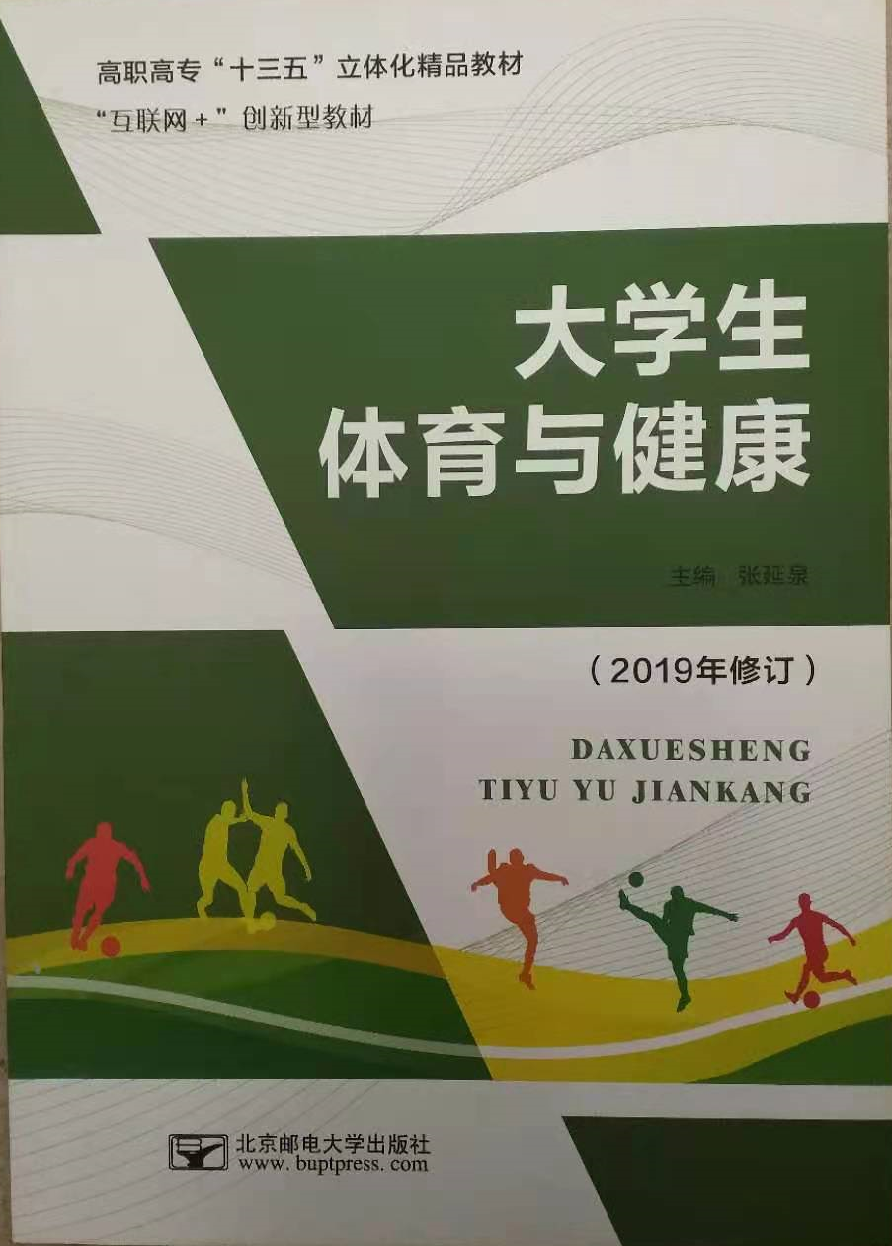 高职高专“十三五”立体化精品教材
“互联网+”创新型教材
大学生
体育与健康
主编 张延泉
（2019年修订）
DAXUESHENG
TIYU YU JIANKANG
北京邮电大学出版社
www.buptpress.com